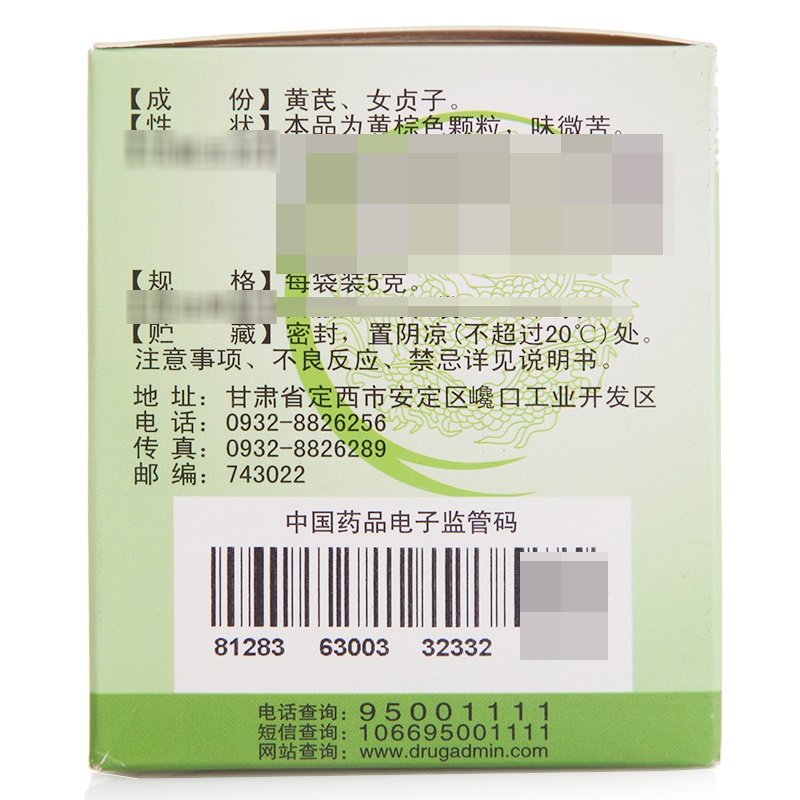 【成 份】黄芪、女贞子。
【性 状】本品为黄棕色颗粒，味微苦。
【规 格】每袋装5克。
【贮 藏】密封，置阴凉(不超过20℃)处。
注意事项、不良反应、禁忌详见说明书。
地 址：甘肃省定西市安定区巉口工业开发区
电 话：0932-8826256
传 真：0932-8826289
邮 编：743022
中国药品电子监管码
81283 63003 32332
电话查询：95001111
短信查询：106695001111
网站查询：www.drugadmin.com